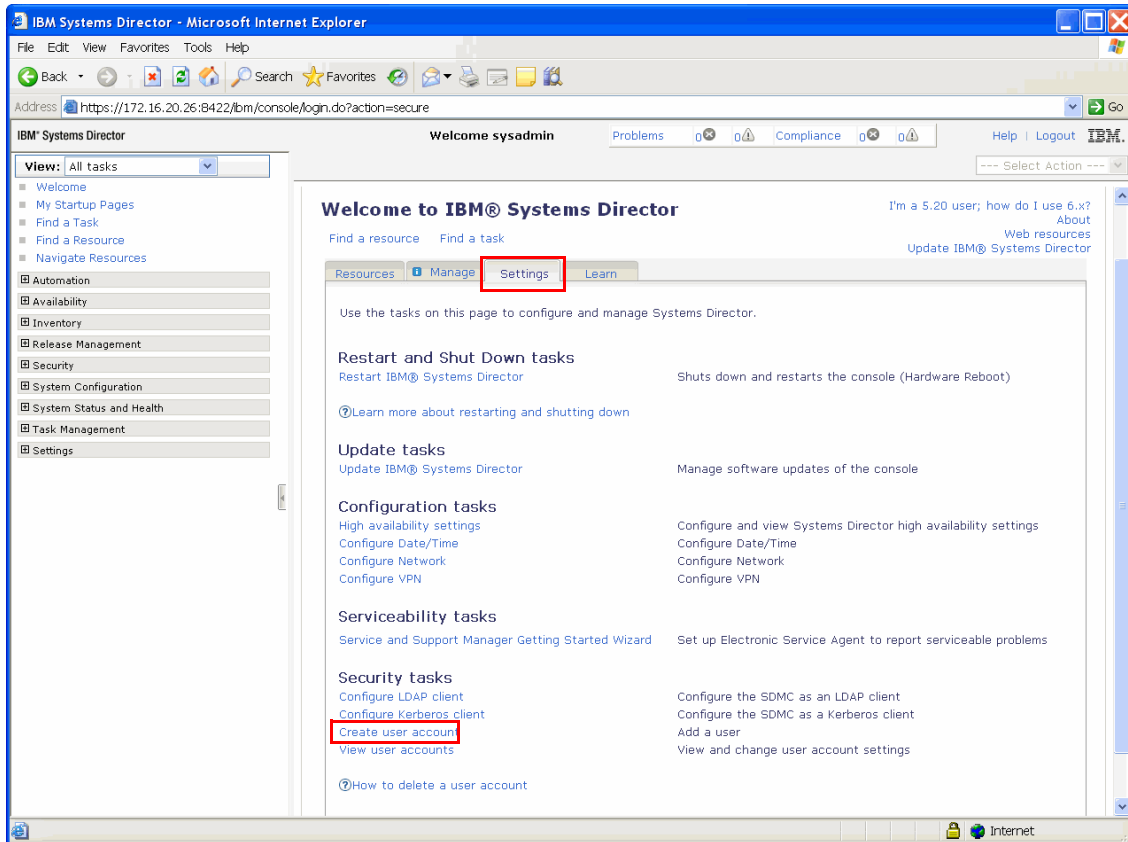 IBM Systems Director - Microsoft Internet Explorer
File Edit View Favorites Tools Help
Back Search Favorites
Address https://172.16.20.26:8422/ibm/console/login.do?action=secure Go
IBM® Systems Director Welcome sysadmin Problems 0 0 Compliance 0 0 Help Logout IBM.
View: All tasks --- Select Action ---
Welcome
My Startup Pages
Find a Task
Find a Resource
Navigate Resources
Automation
Availability
Inventory
Release Management
Security
System Configuration
System Status and Health
Task Management
Settings
Welcome to IBM® Systems Director
I'm a 5.20 user; how do I use 6.x?
About
Web resources
Update IBM® Systems Director
Find a resource Find a task
Resources Manage Settings Learn
Use the tasks on this page to configure and manage Systems Director.
Restart and Shut Down tasks
Restart IBM® Systems Director Shuts down and restarts the console (Hardware Reboot)
Learn more about restarting and shutting down
Update tasks
Update IBM® Systems Director Manage software updates of the console
Configuration tasks
High availability settings Configure and view Systems Director high availability settings
Configure Date/Time Configure Date/Time
Configure Network Configure Network
Configure VPN Configure VPN
Serviceability tasks
Service and Support Manager Getting Started Wizard Set up Electronic Service Agent to report serviceable problems
Security tasks
Configure LDAP client Configure the SDMC as an LDAP client
Configure Kerberos client Configure the SDMC as a Kerberos client
Create user account Add a user
View user accounts View and change user account settings
How to delete a user account
Internet